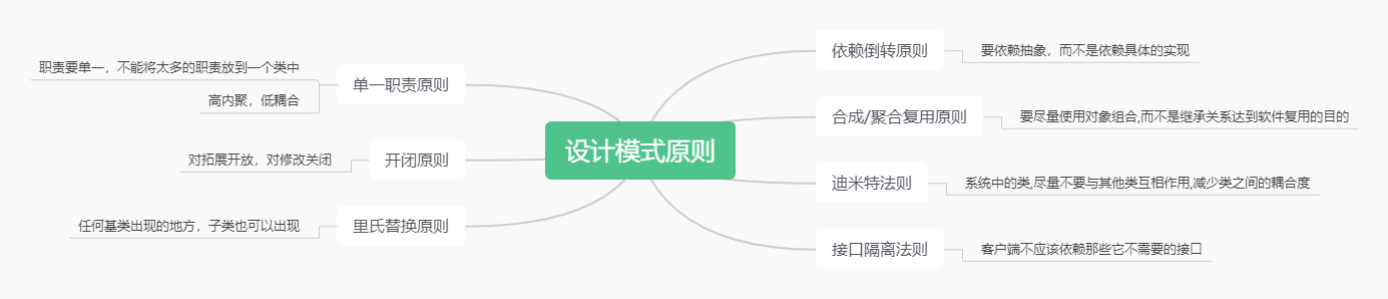 设计模式原则
单一职责原则
职责要单一，不能将太多的职责放到一个类中
高内聚，低耦合
开闭原则
对拓展开放，对修改关闭
里氏替换原则
任何基类出现的地方，子类也可以出现
依赖倒转原则
要依赖抽象，而不是依赖具体的实现
合成/聚合复用原则
要尽量使用对象组合,而不是继承关系达到软件复用的目的
迪米特法则
系统中的类,尽量不要与其他类互相作用,减少类之间的耦合度
接口隔离法则
客户端不应该依赖那些它不需要的接口